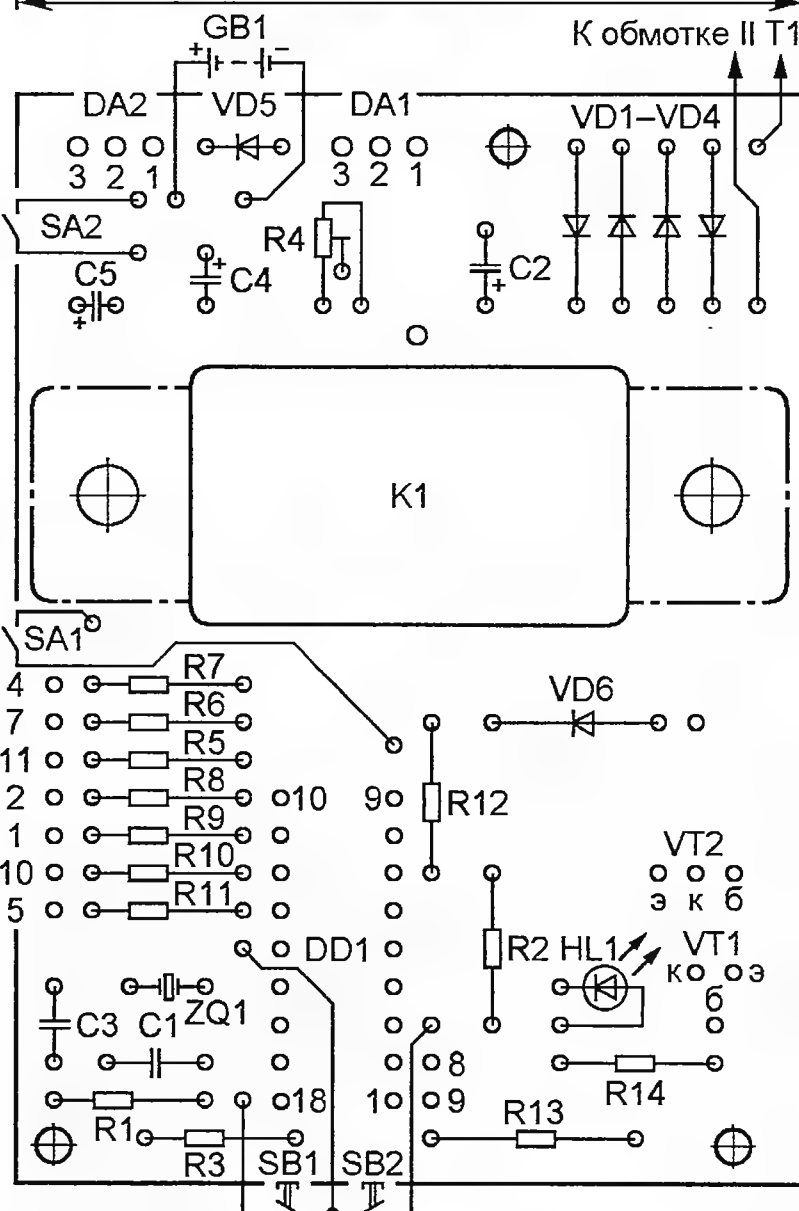 GB1
+ −
К обмотке II T1
DA2 VD5 DA1 VD1–VD4
3 2 1 3 2 1
SA2 R4
C5 + C4 C2
+ +
K1
SA1
4 R7
7 R6 VD6
11 R5
2 R8 10 9 R12
1 R9
10 R10 VT2
э к б
5 R11
DD1 R2 HL1 VT1
к э
б
C3 C1 ZQ1
8
R1 18 1 9 R14
R13
R3 SB1 SB2